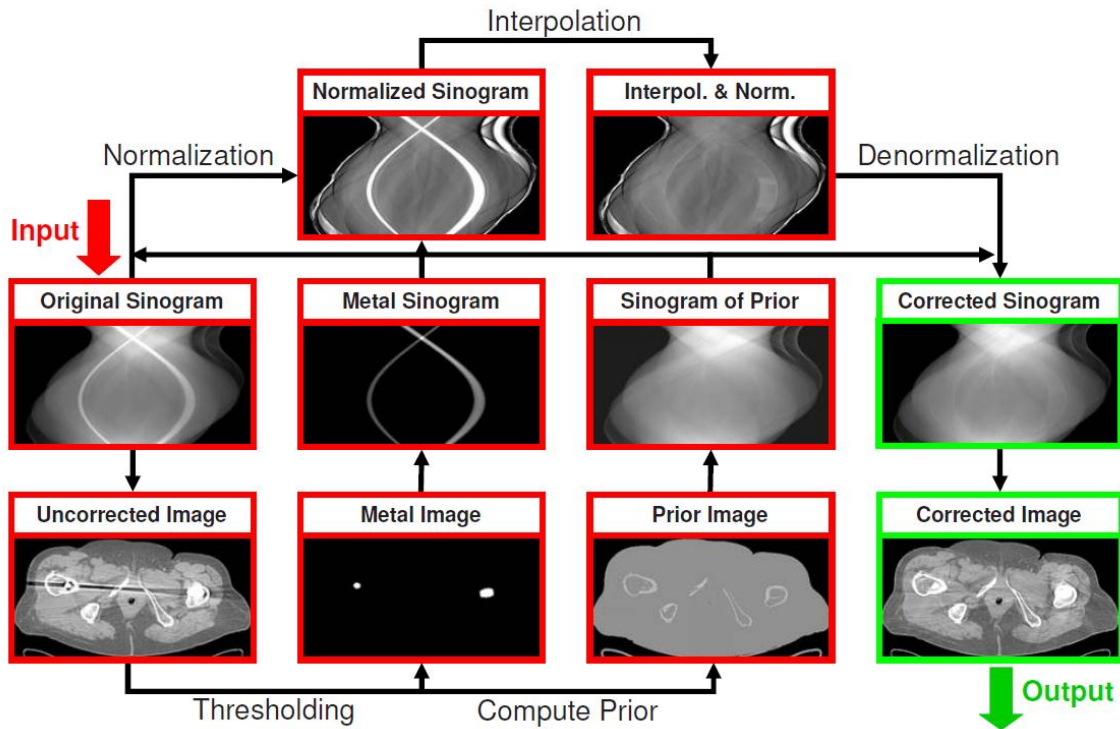 Interpolation
Normalized Sinogram
Interpol. & Norm.
Normalization
Denormalization
Input
Original Sinogram
Metal Sinogram
Sinogram of Prior
Corrected Sinogram
Uncorrected Image
Metal Image
Prior Image
Corrected Image
Thresholding
Compute Prior
Output